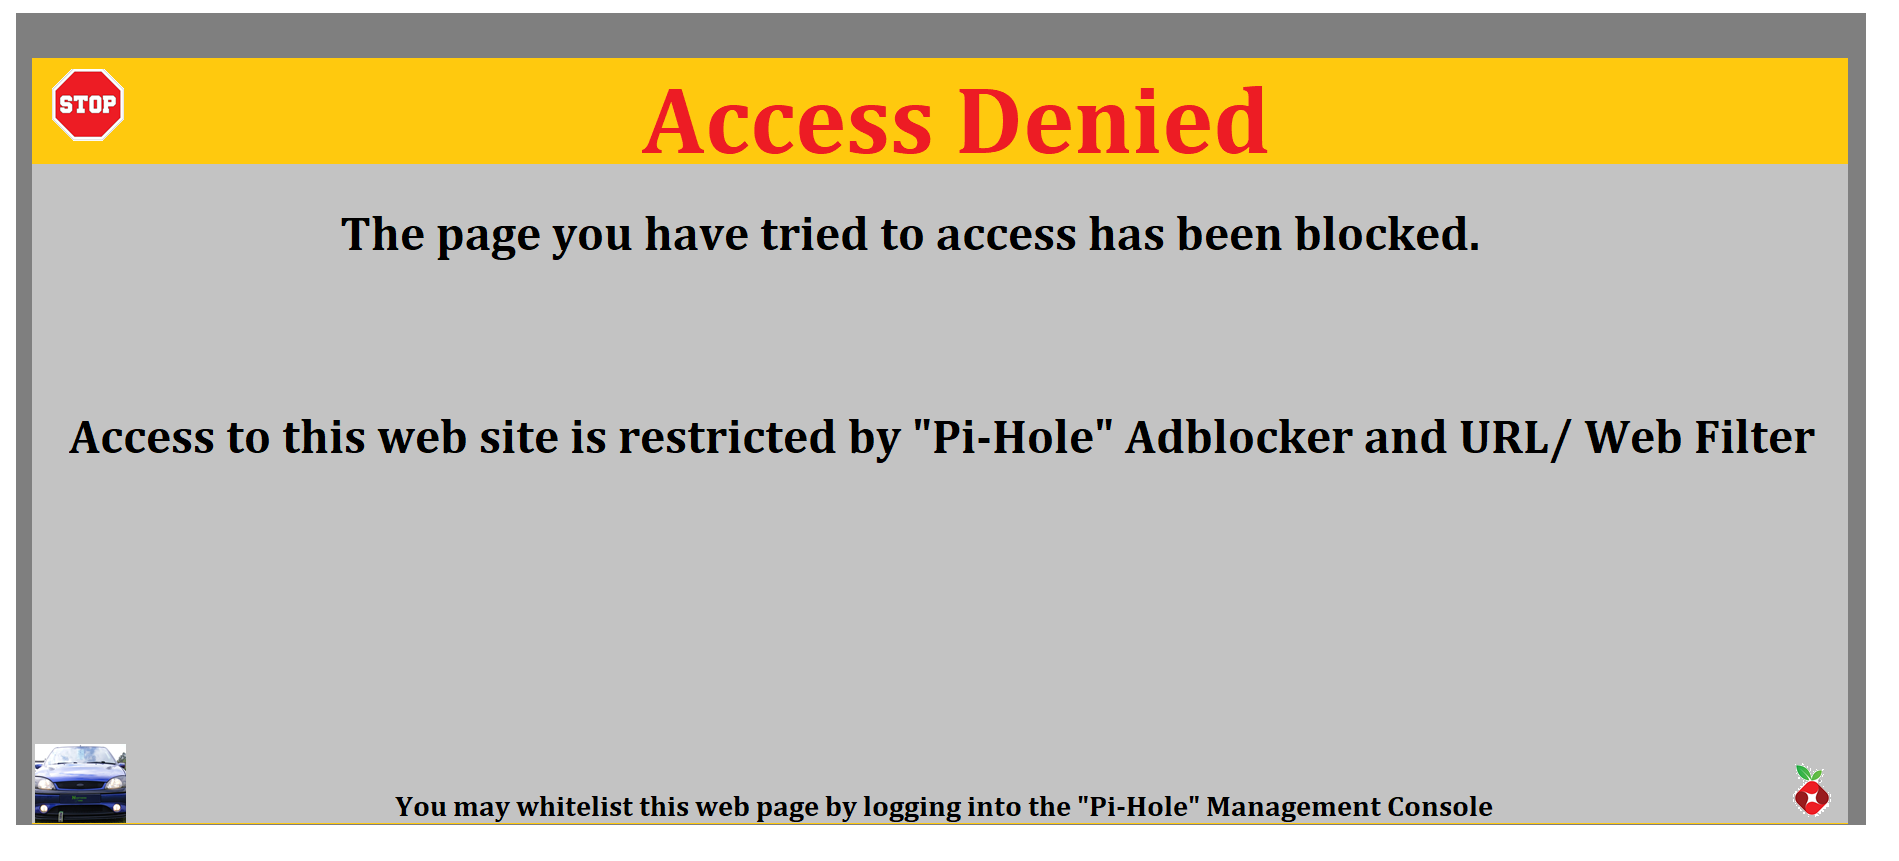 STOP
Access Denied
The page you have tried to access has been blocked.
Access to this web site is restricted by "Pi-Hole" Adblocker and URL/ Web Filter
You may whitelist this web page by logging into the "Pi-Hole" Management Console